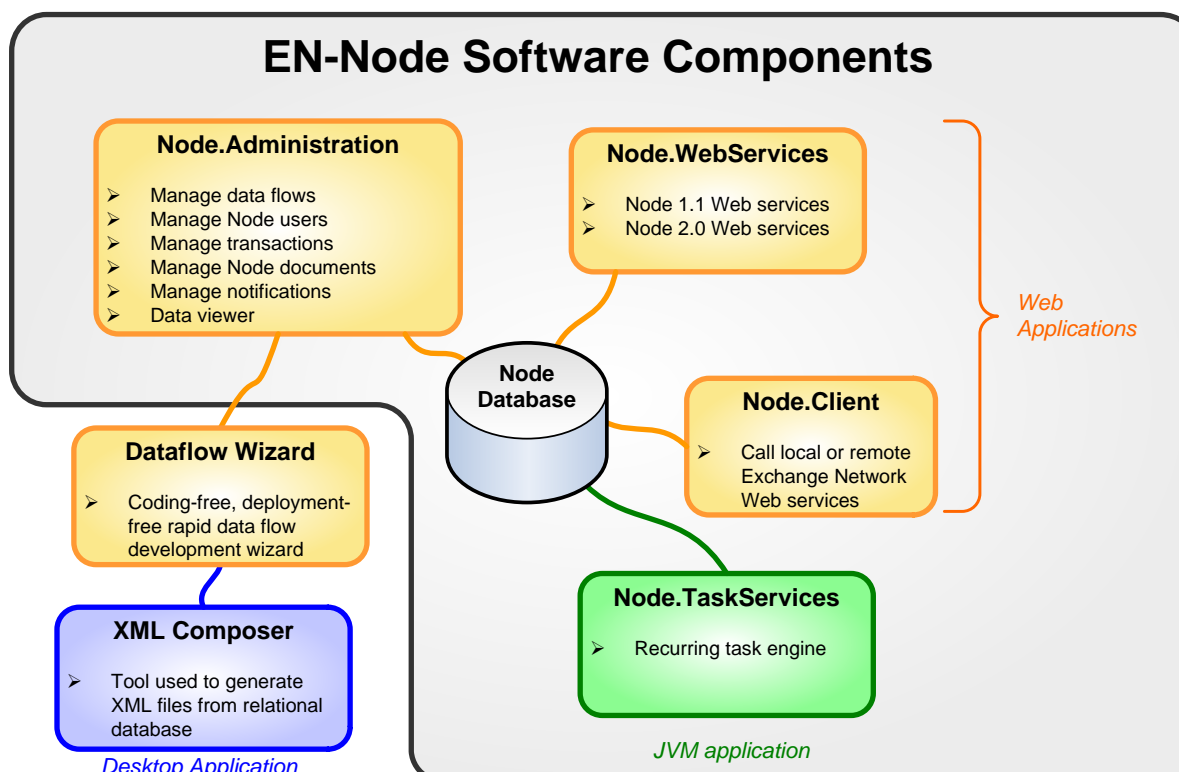 EN-Node Software Components
Node.Administration
➢ Manage data flows
➢ Manage Node users
➢ Manage transactions
➢ Manage Node documents
➢ Manage notifications
➢ Data viewer
Node.WebServices
➢ Node 1.1 Web services
➢ Node 2.0 Web services
Web
Applications
Node
Database
Node.Client
➢ Call local or remote
Exchange Network
Web services
Dataflow Wizard
➢ Coding-free, deployment-
free rapid data flow
development wizard
Node.TaskServices
➢ Recurring task engine
JVM application
XML Composer
➢ Tool used to generate
XML files from relational
database
Desktop Application